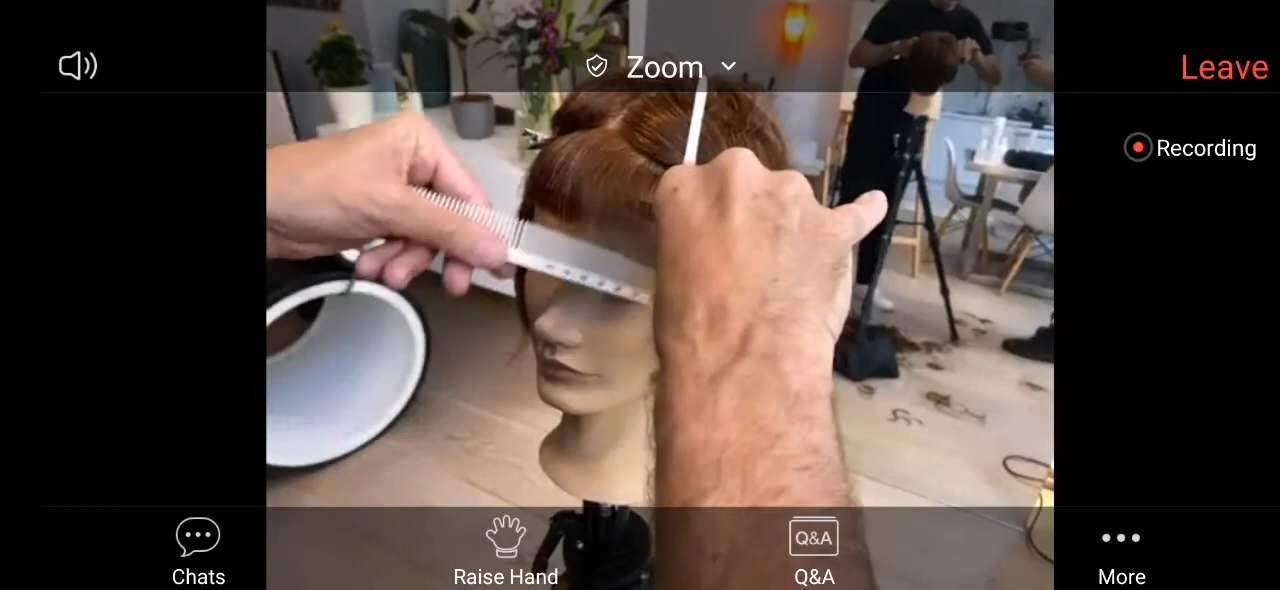 Zoom
Leave
Recording
Chats
Raise Hand
Q&A
Q&A
More